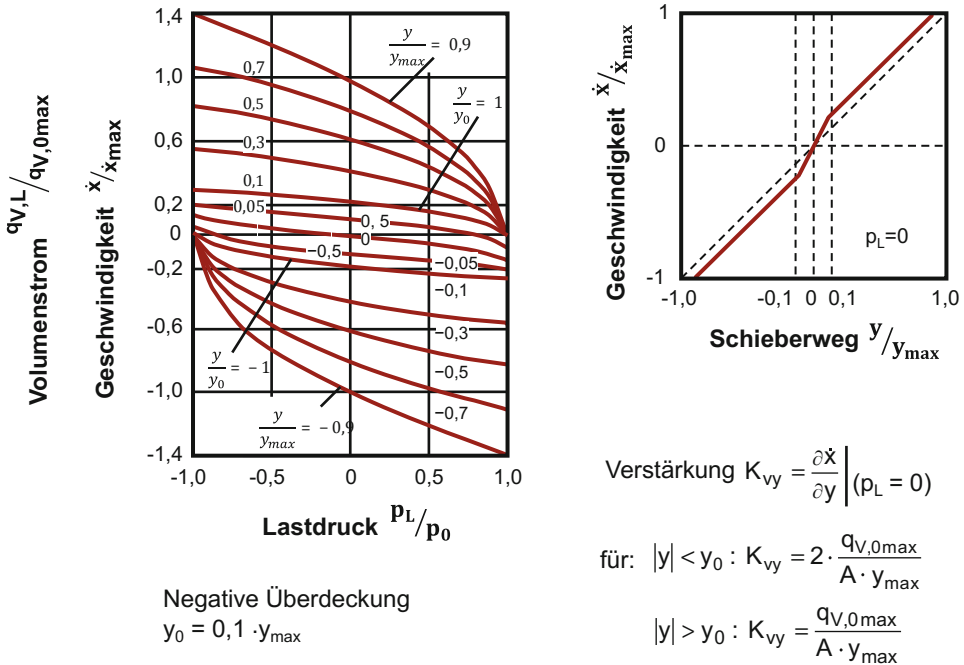 Volumenstrom q_V,L / q_V,0max
Geschwindigkeit ẋ / ẋ_max
1,4
1,0
0,6
0,2
0
-0,2
-0,6
-1,0
-1,4
y/y_max = 0,9
0,7
0,5
y/y_0 = 1
0,3
0,1
0,05
0, 5
0
−0,5
−0,05
−0,1
−0,3
y/y_0 = − 1
−0,5
−0,7
y/y_max = − 0,9
-1,0 -0,5 0 0,5 1,0
Lastdruck p_L/p_0
Negative Überdeckung
y_0 = 0,1 · y_max
Geschwindigkeit ẋ / ẋ_max
1
0
-1
p_L=0
-1,0 -0,1 0 0,1 1,0
Schieberweg y/y_max
Verstärkung K_vy = ∂ẋ/∂y | (p_L = 0)
für: |y| < y_0 : K_vy = 2 · q_V,0max / A · y_max
|y| > y_0 : K_vy = q_V,0max / A · y_max